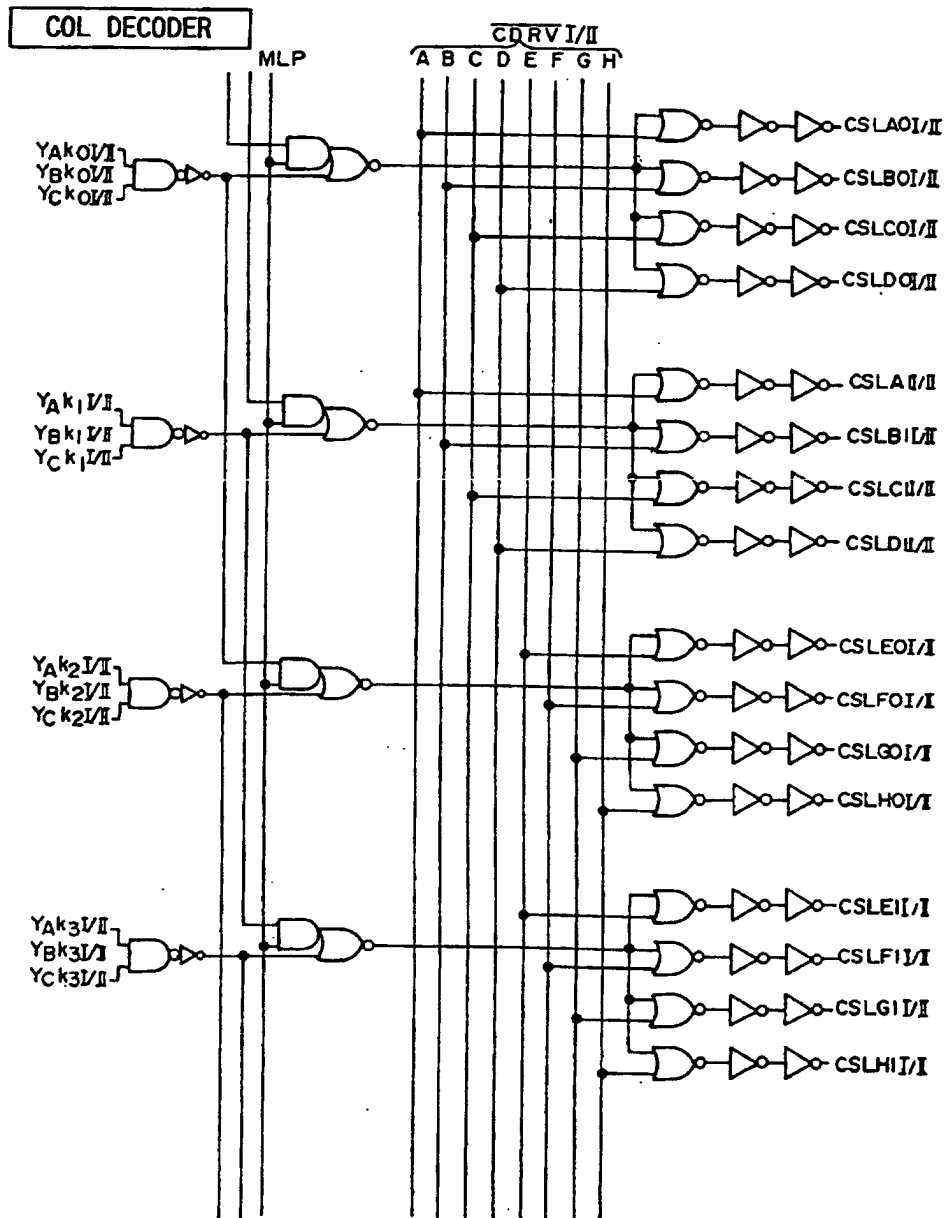 COL DECODER
CDRV I/II
MLP
A B C D E F G H
CSLA0I/II
YAk0I/II
YBk0I/II
YCk0I/II
CSLB0I/II
CSLC0I/II
CSLD0I/II
CSLA1I/II
YAk1I/II
YBk1I/II
YCk1I/II
CSLB1I/II
CSLC1I/II
CSLD1I/II
CSLE0I/II
YAk2I/II
YBk2I/II
YCk2I/II
CSLF0I/II
CSLG0I/II
CSLH0I/II
CSLE1I/II
YAk3I/II
YBk3I/II
YCk3I/II
CSLF1I/II
CSLG1I/II
CSLH1I/II